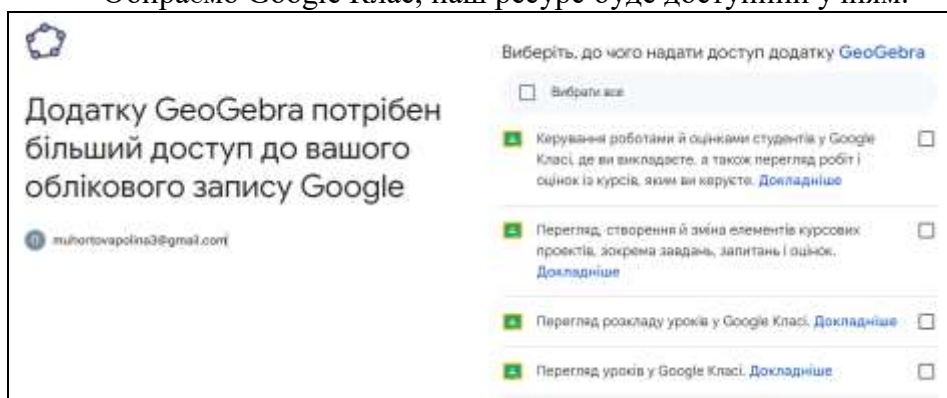 Обираємо Google Клас, наш ресурс буде доступний учням.
Додатку GeoGebra потрібен
більший доступ до вашого
облікового запису Google
muhortovapolina3@gmail.com
Виберіть, до чого надати доступ додатку GeoGebra
Вибрати все
Керування роботами й оцінками студентів у Google
Класі, де ви викладаєте, а також перегляд робіт і
оцінок із курсів, яким ви керуєте. Докладніше
Перегляд, створення й зміна елементів курсових
проектів, зокрема завдань, запитань і оцінок.
Докладніше
Перегляд розкладу уроків у Google Класі. Докладніше
Перегляд уроків у Google Класі. Докладніше